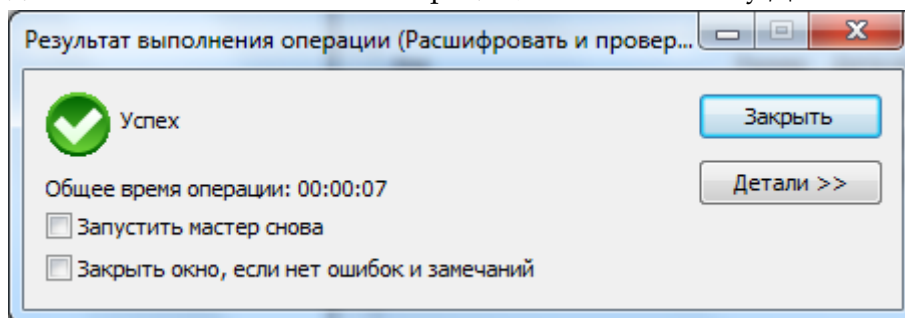 Результат выполнения операции (Расшифровать и провер...
Успех
Закрыть
Общее время операции: 00:00:07
Детали >>
Запустить мастер снова
Закрыть окно, если нет ошибок и замечаний